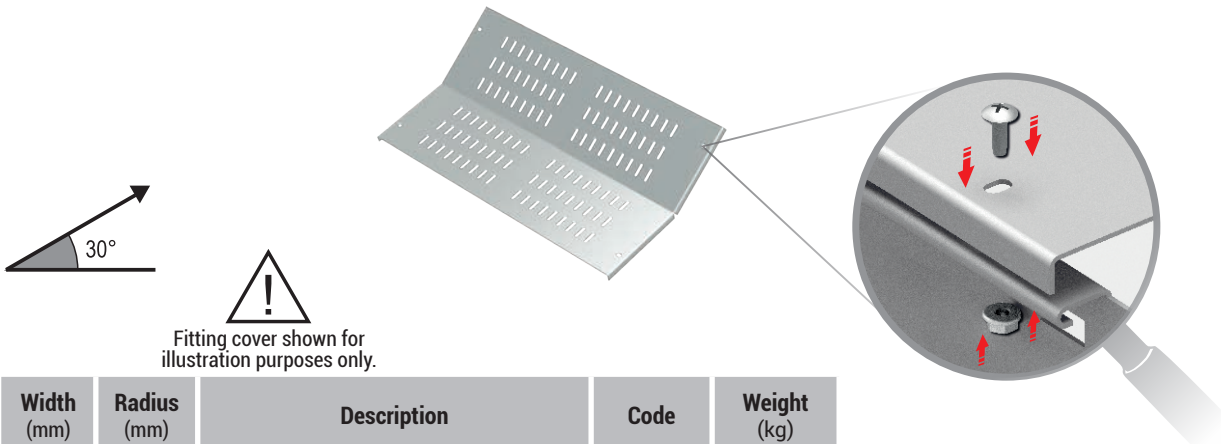 30°
!
Fitting cover shown for
illustration purposes only.
Width
(mm)
Radius
(mm)
Description
Code
Weight
(kg)